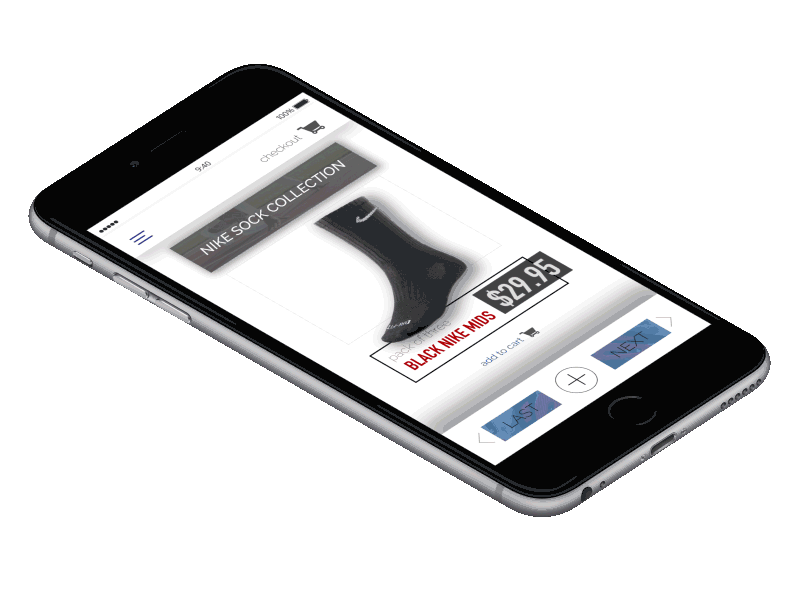 9:40
100%
checkout
NIKE SOCK COLLECTION
pack of three
BLACK NIKE MIDS
$29.95
add to cart
LAST
NEXT